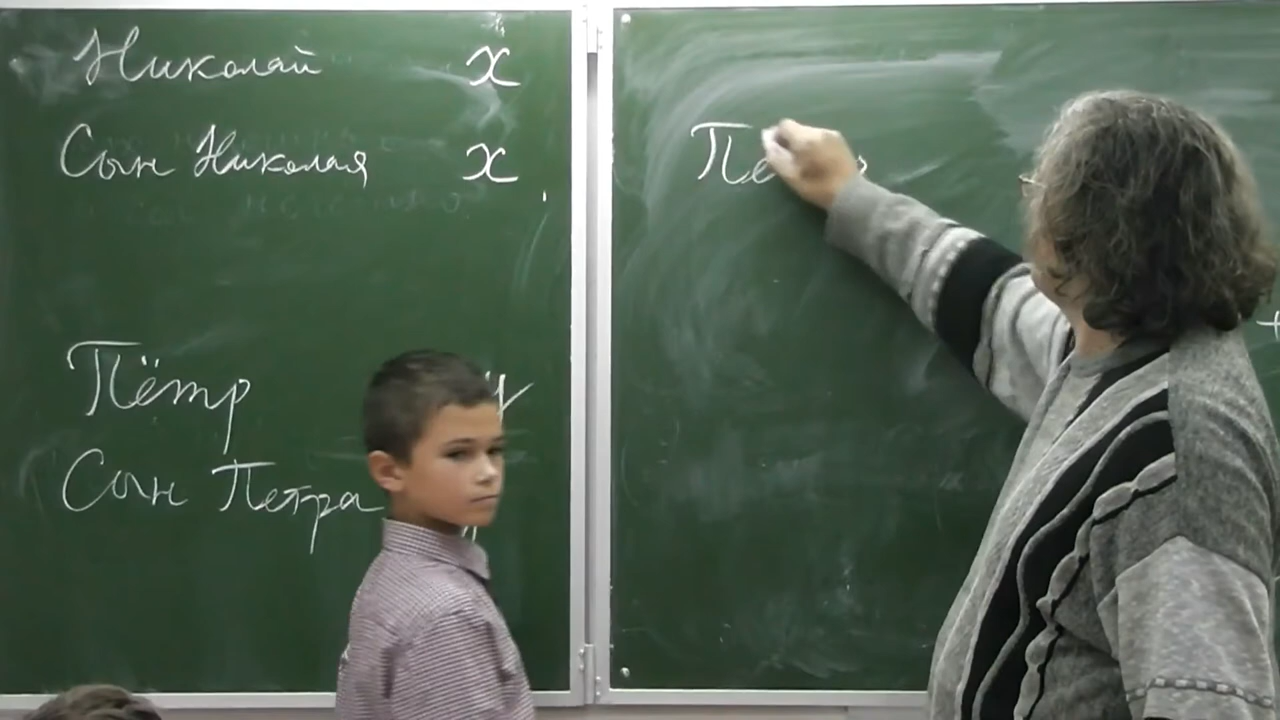 Николай x
Сын Николая x
Пётр y
Сын Петра